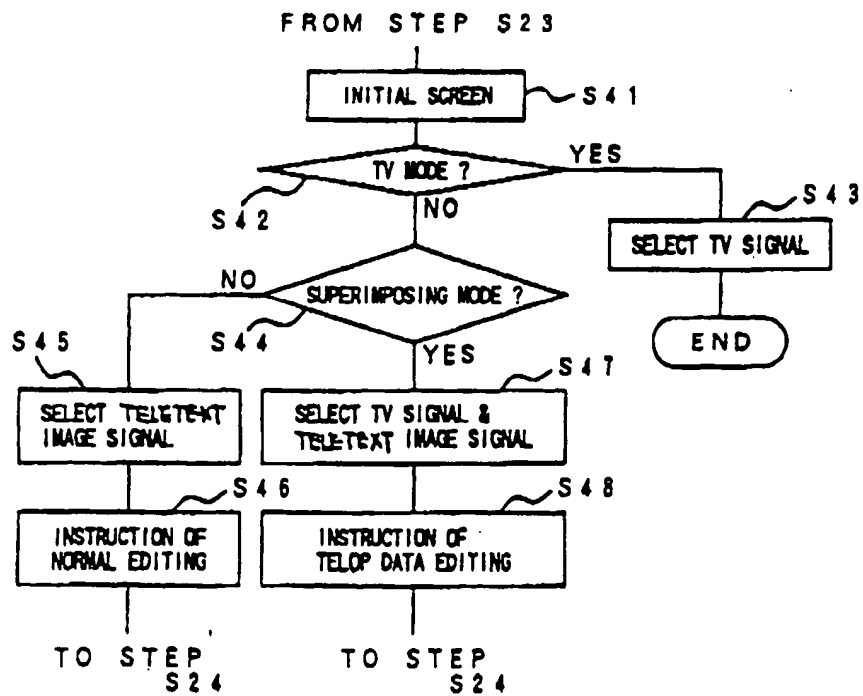 FROM STEP S23
INITIAL SCREEN
S41
TV MODE ?
YES
S42
NO
S43
SELECT TV SIGNAL
NO
SUPERIMPOSING MODE ?
END
S44
YES
S45
S47
SELECT TELETEXT
IMAGE SIGNAL
SELECT TV SIGNAL &
TELETEXT IMAGE SIGNAL
S46
S48
INSTRUCTION OF
NORMAL EDITING
INSTRUCTION OF
TELOP DATA EDITING
TO STEP
S24
TO STEP
S24